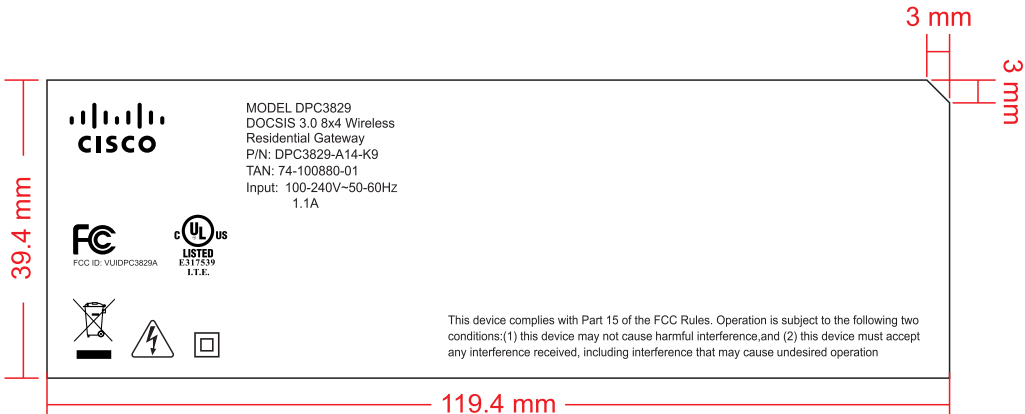 3 mm
3 mm
39.4 mm
CISCO
MODEL DPC3829
DOCSIS 3.0 8x4 Wireless
Residential Gateway
P/N: DPC3829-A14-K9
TAN: 74-100880-01
Input: 100-240V~50-60Hz
1.1A
FC
FCC ID: VUIDPC3829A
C UL US
LISTED
E317539
I.T.E.
This device complies with Part 15 of the FCC Rules. Operation is subject to the following two
conditions:(1) this device may not cause harmful interference,and (2) this device must accept
any interference received, including interference that may cause undesired operation
119.4 mm